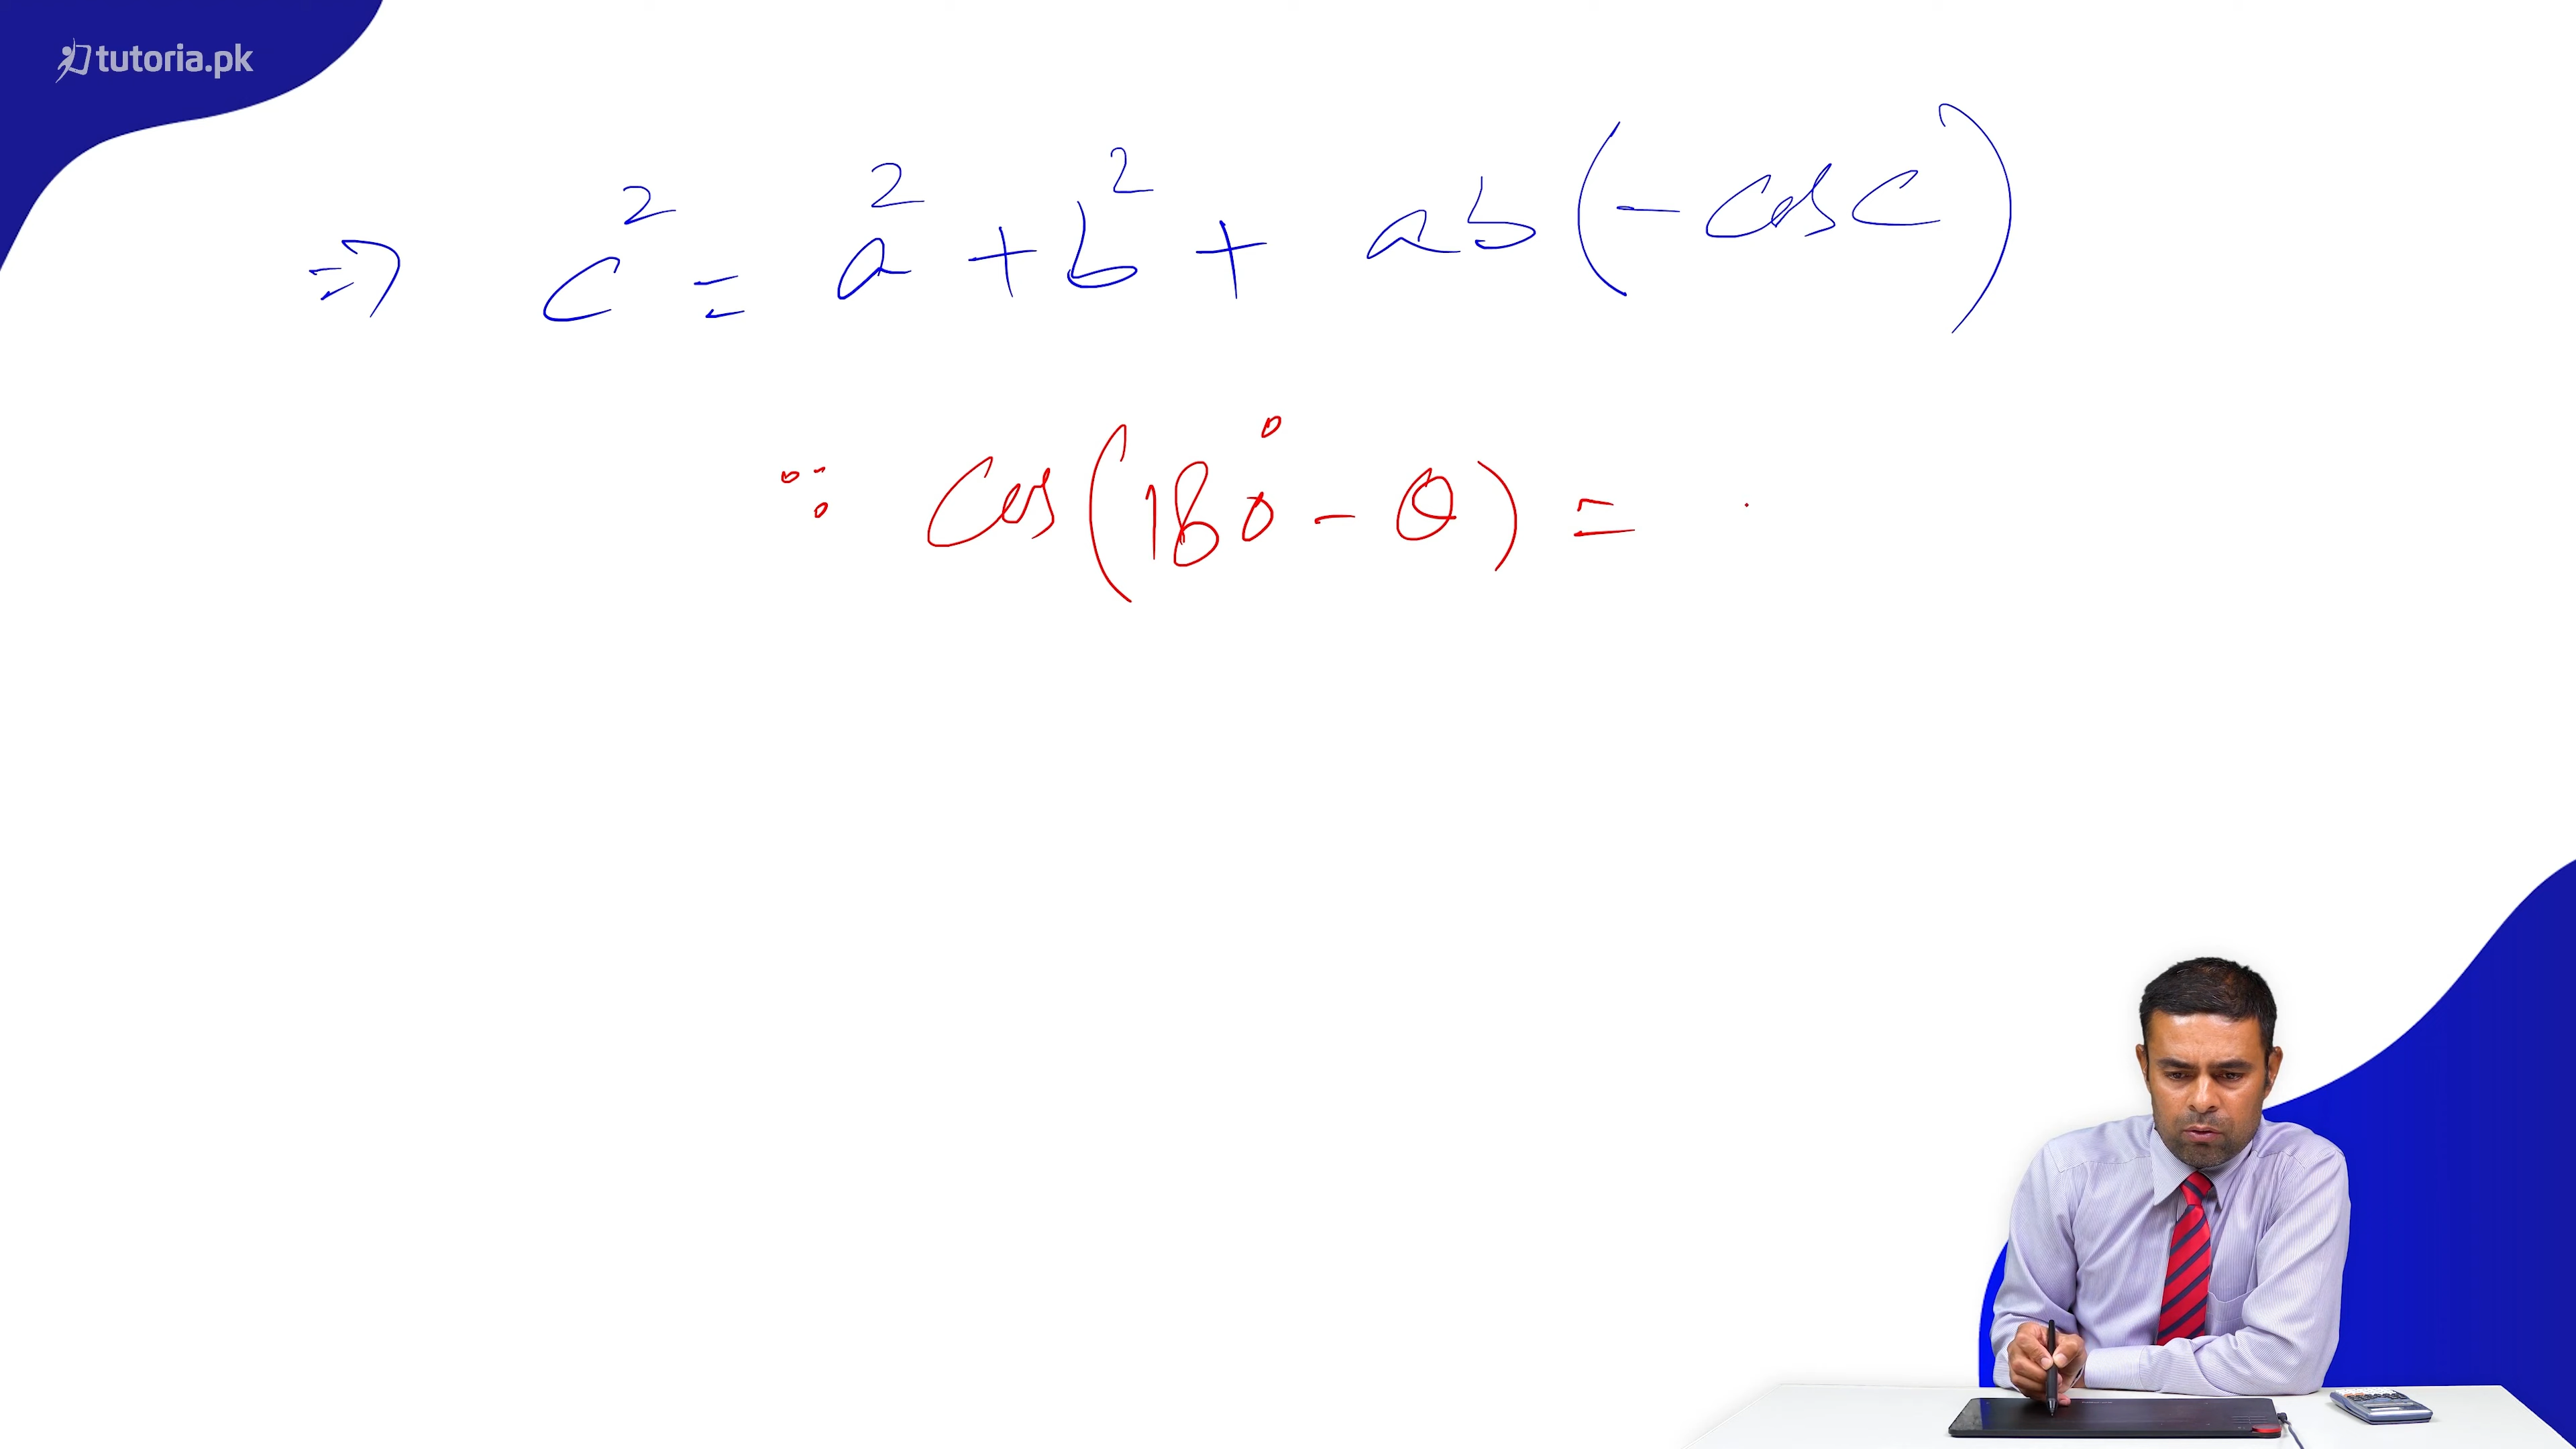 tutoria.pk
⇒ c² = a² + b² + ab(-cos C)
∵ Cos(180° - θ) =